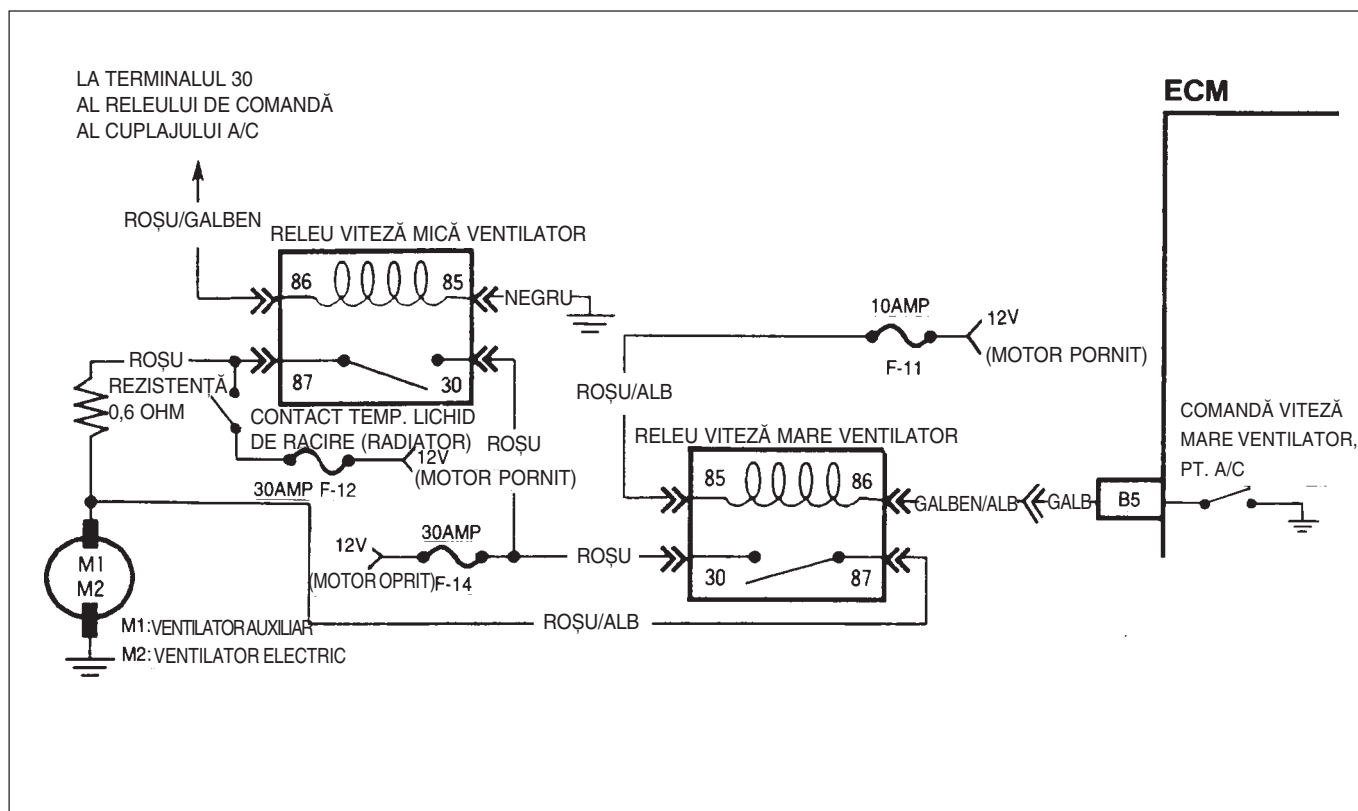 LA TERMINALUL 30
AL RELEULUI DE COMANDĂ
AL CUPLAJULUI A/C
ECM
ROȘU/GALBEN
RELEU VITEZĂ MICĂ VENTILATOR
86
85
NEGRU
10AMP
12V
(MOTOR PORNIT)
F-11
ROȘU
87
30
REZISTENȚĂ
0,6 OHM
CONTACT TEMP. LICHID
DE RACIRE (RADIATOR)
ROȘU
12V
(MOTOR PORNIT)
30AMP F-12
ROȘU/ALB
RELEU VITEZĂ MARE VENTILATOR
COMANDĂ VITEZĂ
MARE VENTILATOR,
PT. A/C
85
86
GALBEN/ALB
GALB
B5
30AMP
12V
(MOTOR OPRIT)
F-14
ROȘU
30
87
M1
M2
ROȘU/ALB
M1: VENTILATOR AUXILIAR
M2: VENTILATOR ELECTRIC